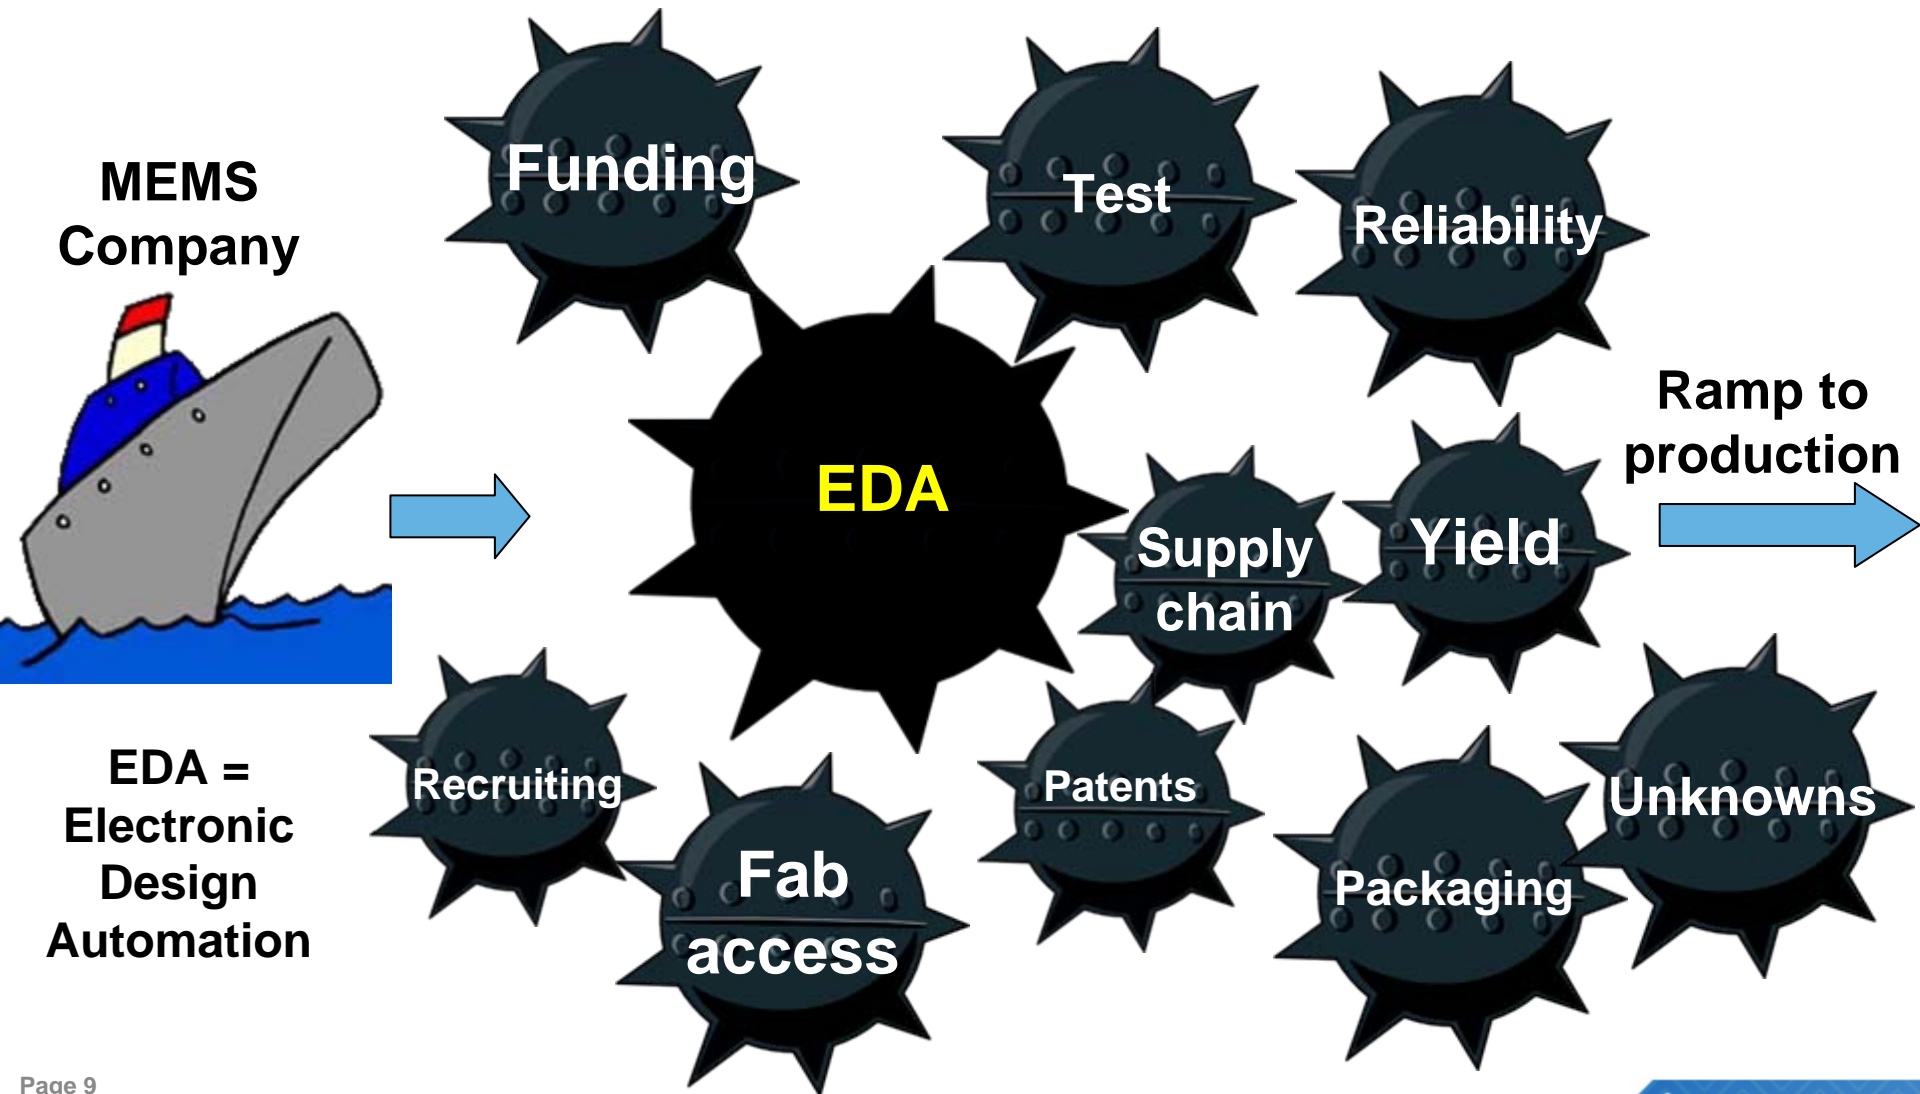 MEMS
Company
Funding
Test
Reliability
EDA
Supply
chain
Yield
Ramp to
production
Recruiting
Fab
access
Patents
Packaging
Unknowns
EDA =
Electronic
Design
Automation
Page 9